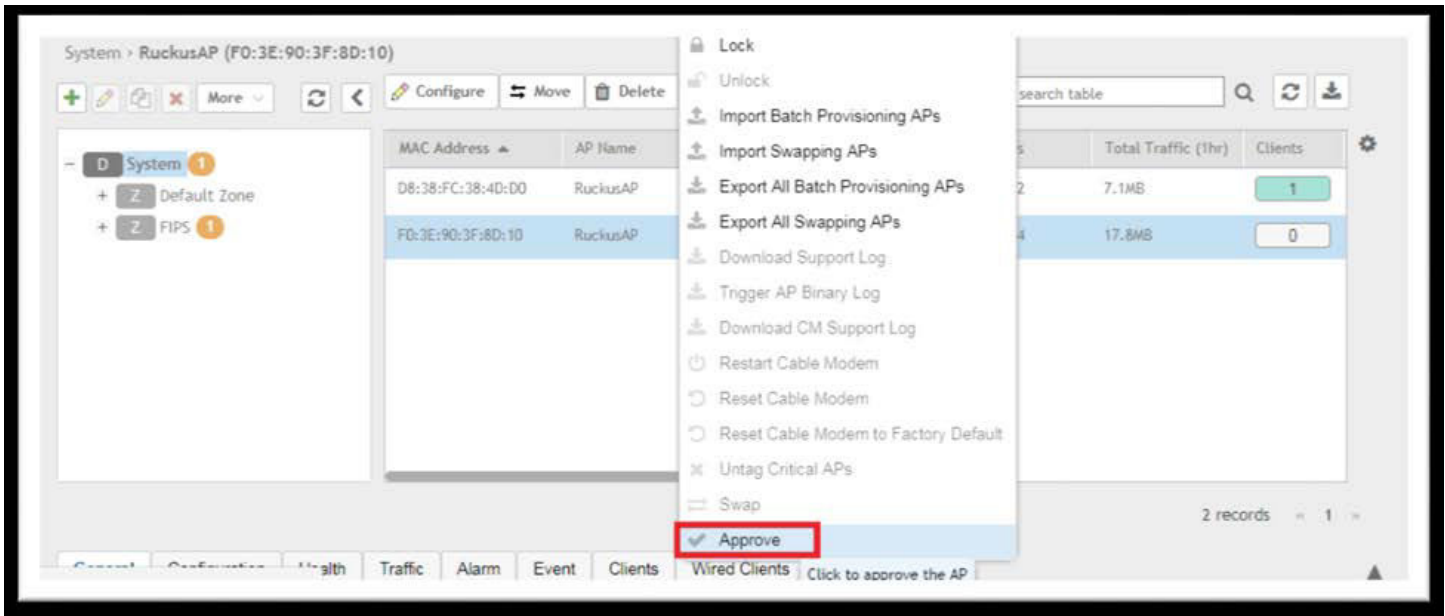 System > RuckusAP (F0:3E:90:3F:8D:10)
More
Configure Move Delete
search table
D System 1
+ Z Default Zone
+ Z FIPS 1
MAC Address AP Name Total Traffic (1hr) Clients
D8:38:FC:38:4D:D0 RuckusAP 2 7.1MB 1
F0:3E:90:3F:8D:10 RuckusAP 4 17.8MB 0
Lock
Unlock
Import Batch Provisioning APs
Import Swapping APs
Export All Batch Provisioning APs
Export All Swapping APs
Download Support Log
Trigger AP Binary Log
Download CM Support Log
Restart Cable Modem
Reset Cable Modem
Reset Cable Modem to Factory Default
Untag Critical APs
Swap
Approve
2 records « 1 »
Traffic Alarm Event Clients Wired Clients
Click to approve the AP